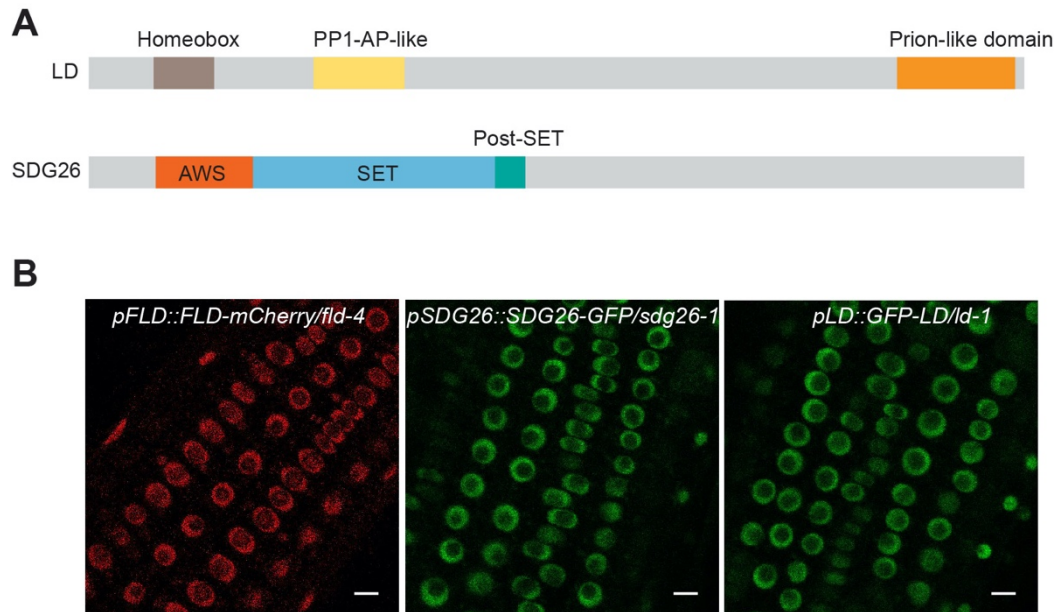 A
Homeobox
PP1-AP-like
Prion-like domain
LD
Post-SET
SDG26
AWS
SET
B
pFLD::FLD-mCherry/fld-4
pSDG26::SDG26-GFP/sdg26-1
pLD::GFP-LD/ld-1